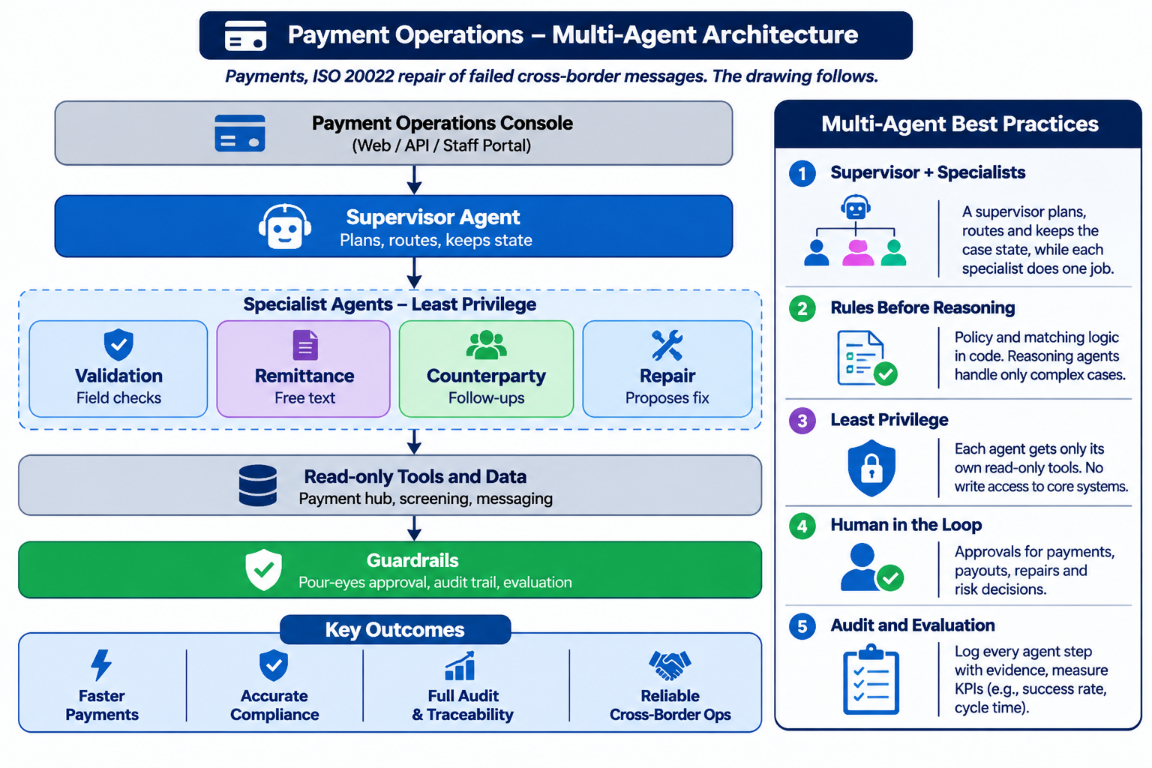 Payment Operations – Multi-Agent Architecture
Payments, ISO 20022 repair of failed cross-border messages. The drawing follows.
Payment Operations Console
(Web / API / Staff Portal)
Supervisor Agent
Plans, routes, keeps state
Specialist Agents – Least Privilege
Validation
Field checks
Remittance
Free text
Counterparty
Follow-ups
Repair
Proposes fix
Read-only Tools and Data
Payment hub, screening, messaging
Guardrails
Pour-eyes approval, audit trail, evaluation
Key Outcomes
Faster
Payments
Accurate
Compliance
Full Audit
& Traceability
Reliable
Cross-Border Ops
Multi-Agent Best Practices
1 Supervisor + Specialists
A supervisor plans,
routes and keeps the
case state, while each
specialist does one job.
2 Rules Before Reasoning
Policy and matching logic
in code. Reasoning agents
handle only complex cases.
3 Least Privilege
Each agent gets only its
own read-only tools. No
write access to core systems.
4 Human in the Loop
Approvals for payments,
payouts, repairs and
risk decisions.
5 Audit and Evaluation
Log every agent step
with evidence, measure
KPIs (e.g., success rate,
cycle time).